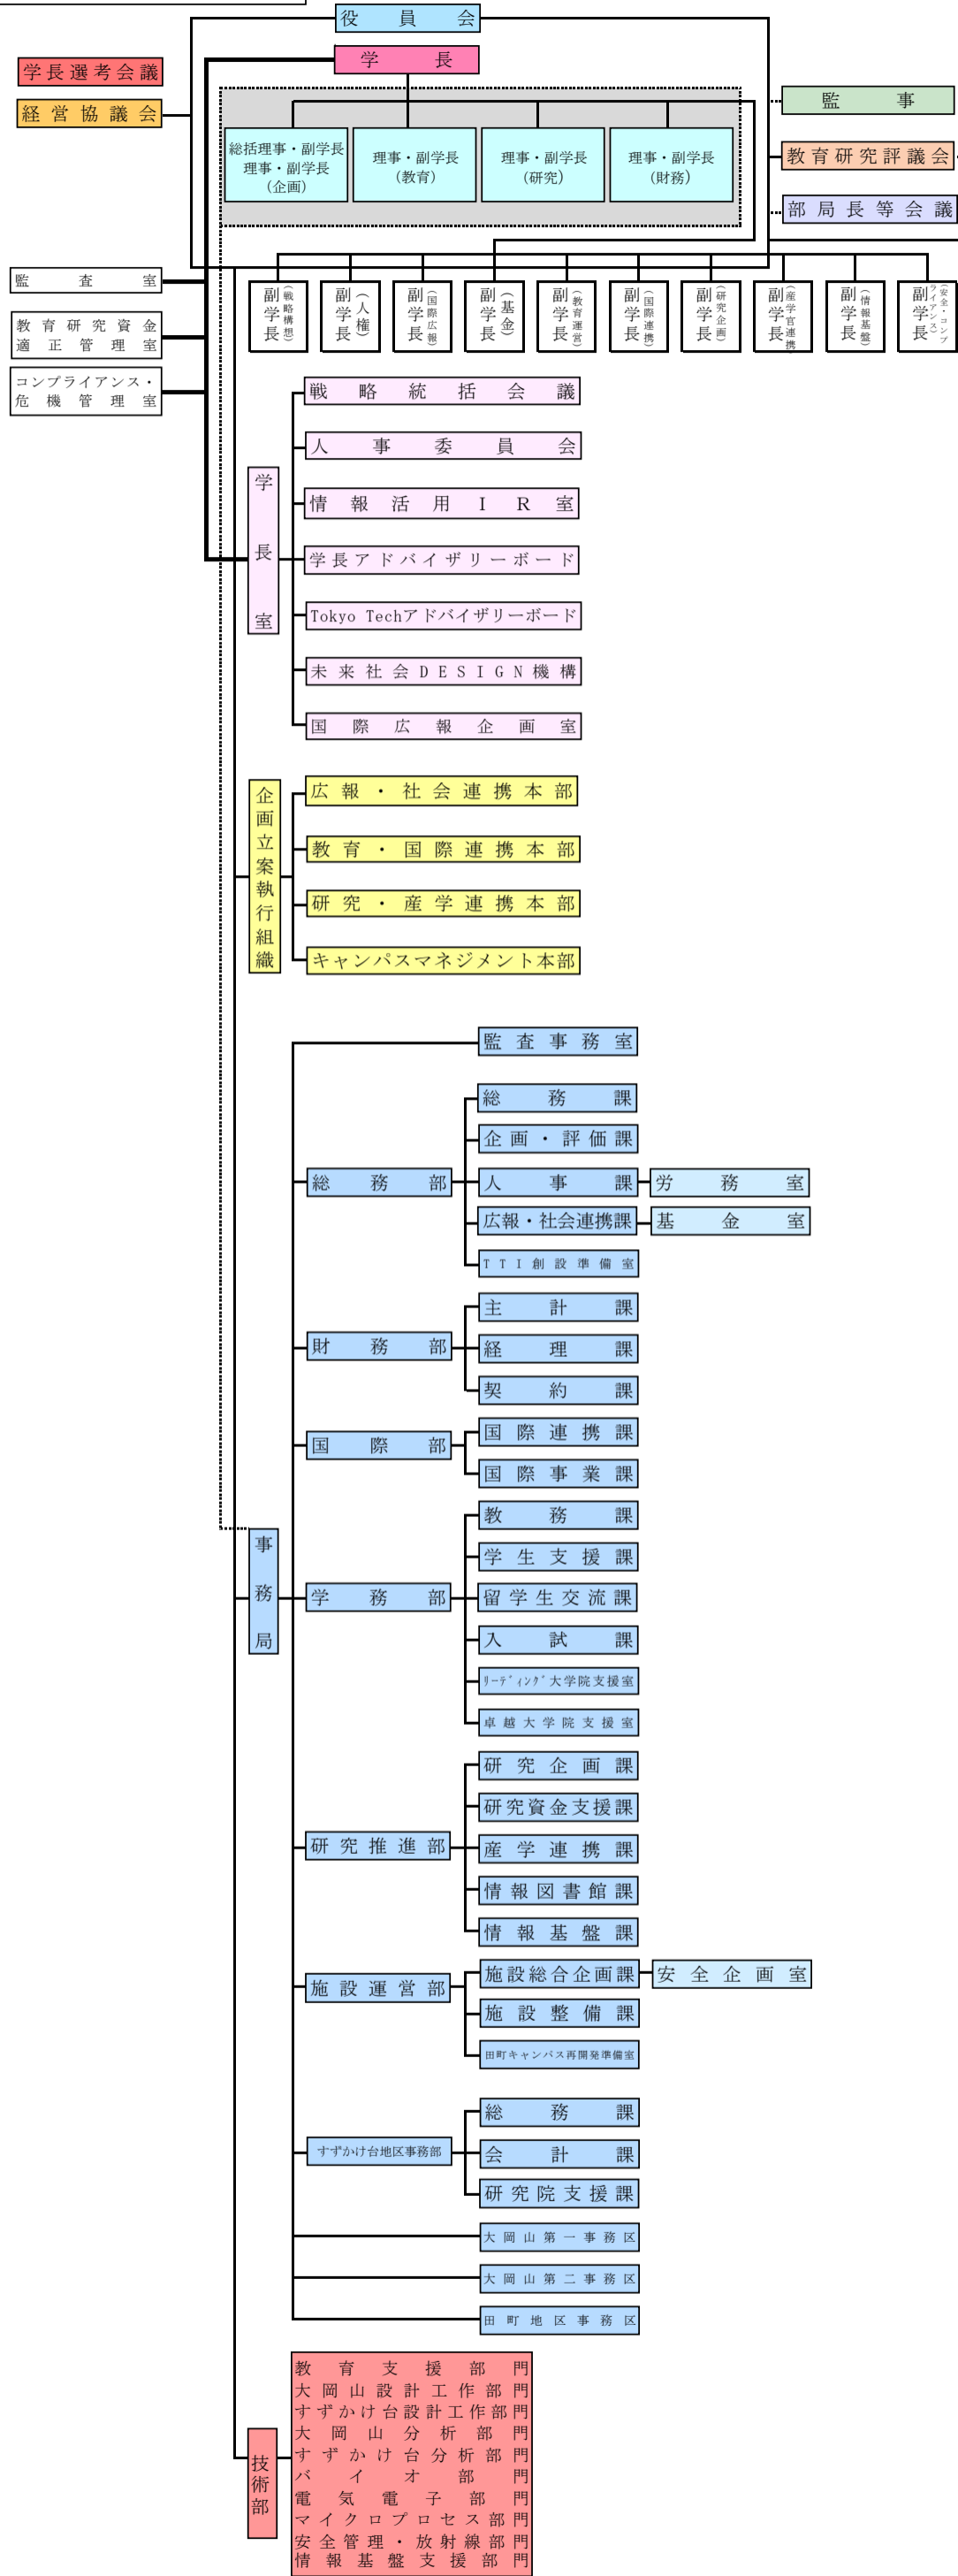 役員会
学長
学長選考会議
経営協議会
監事
教育研究評議会
部局長等会議
総括理事・副学長
理事・副学長
(企画)
理事・副学長
(教育)
理事・副学長
(研究)
理事・副学長
(財務)
監査室
教育研究資金
適正管理室
コンプライアンス・
危機管理室
副学長
(戦略構想)
副学長
(人権)
副学長
(国際広報)
副学長
(基金)
副学長
(教育運営)
副学長
(国際連携)
副学長
(研究企画)
副学長
(産学官連携)
副学長
(情報基盤)
副学長
(安全・コンプ
ライアンス)
学長室
戦略統括会議
人事委員会
情報活用IR室
学長アドバイザリーボード
Tokyo Techアドバイザリーボード
未来社会DESIGN機構
国際広報企画室
企画立案執行組織
広報・社会連携本部
教育・国際連携本部
研究・産学連携本部
キャンパスマネジメント本部
事務局
監査事務室
総務部
総務課
企画・評価課
人事課
労務室
広報・社会連携課
基金室
TTI創設準備室
財務部
主計課
経理課
契約課
国際部
国際連携課
国際事業課
学務部
教務課
学生支援課
留学生交流課
入試課
ﾘｰﾃﾞｨﾝｸﾞ大学院支援室
卓越大学院支援室
研究推進部
研究企画課
研究資金支援課
産学連携課
情報図書館課
情報基盤課
施設運営部
施設総合企画課
安全企画室
施設整備課
田町キャンパス再開発準備室
すずかけ台地区事務部
総務課
会計課
研究院支援課
大岡山第一事務区
大岡山第二事務区
田町地区事務区
技術部
教育支援部門
大岡山設計工作部門
すずかけ台設計工作部門
大岡山分析部門
すずかけ台分析部門
バイオ部門
電気電子部門
マイクロプロセス部門
安全管理・放射線部門
情報基盤支援部門